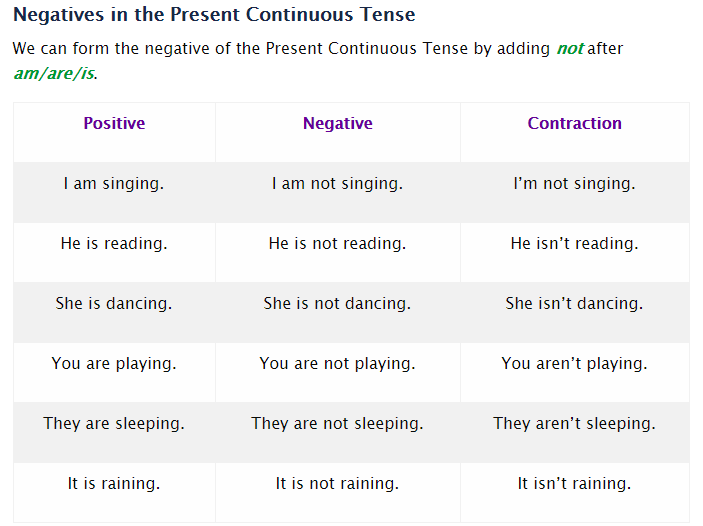 Negatives in the Present Continuous Tense
We can form the negative of the Present Continuous Tense by adding not after
am/are/is.
Positive Negative Contraction
I am singing. I am not singing. I’m not singing.
He is reading. He is not reading. He isn’t reading.
She is dancing. She is not dancing. She isn’t dancing.
You are playing. You are not playing. You aren’t playing.
They are sleeping. They are not sleeping. They aren’t sleeping.
It is raining. It is not raining. It isn’t raining.